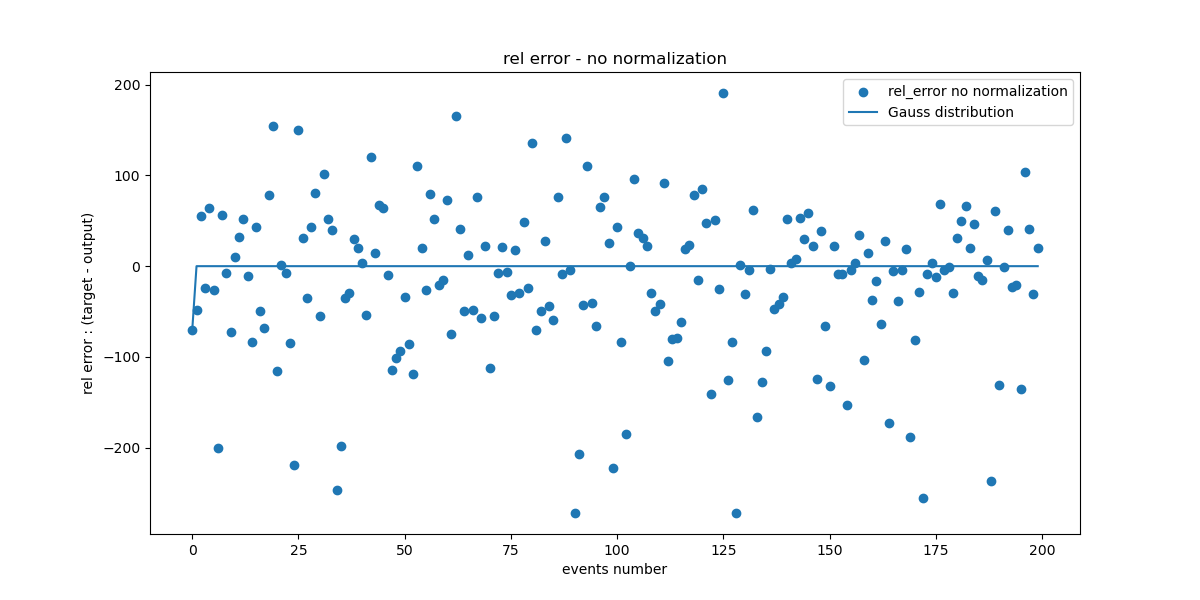 rel error - no normalization
rel_error no normalization
Gauss distribution
200
100
0
−100
−200
rel error : (target - output)
0
25
50
75
100
125
150
175
200
events number